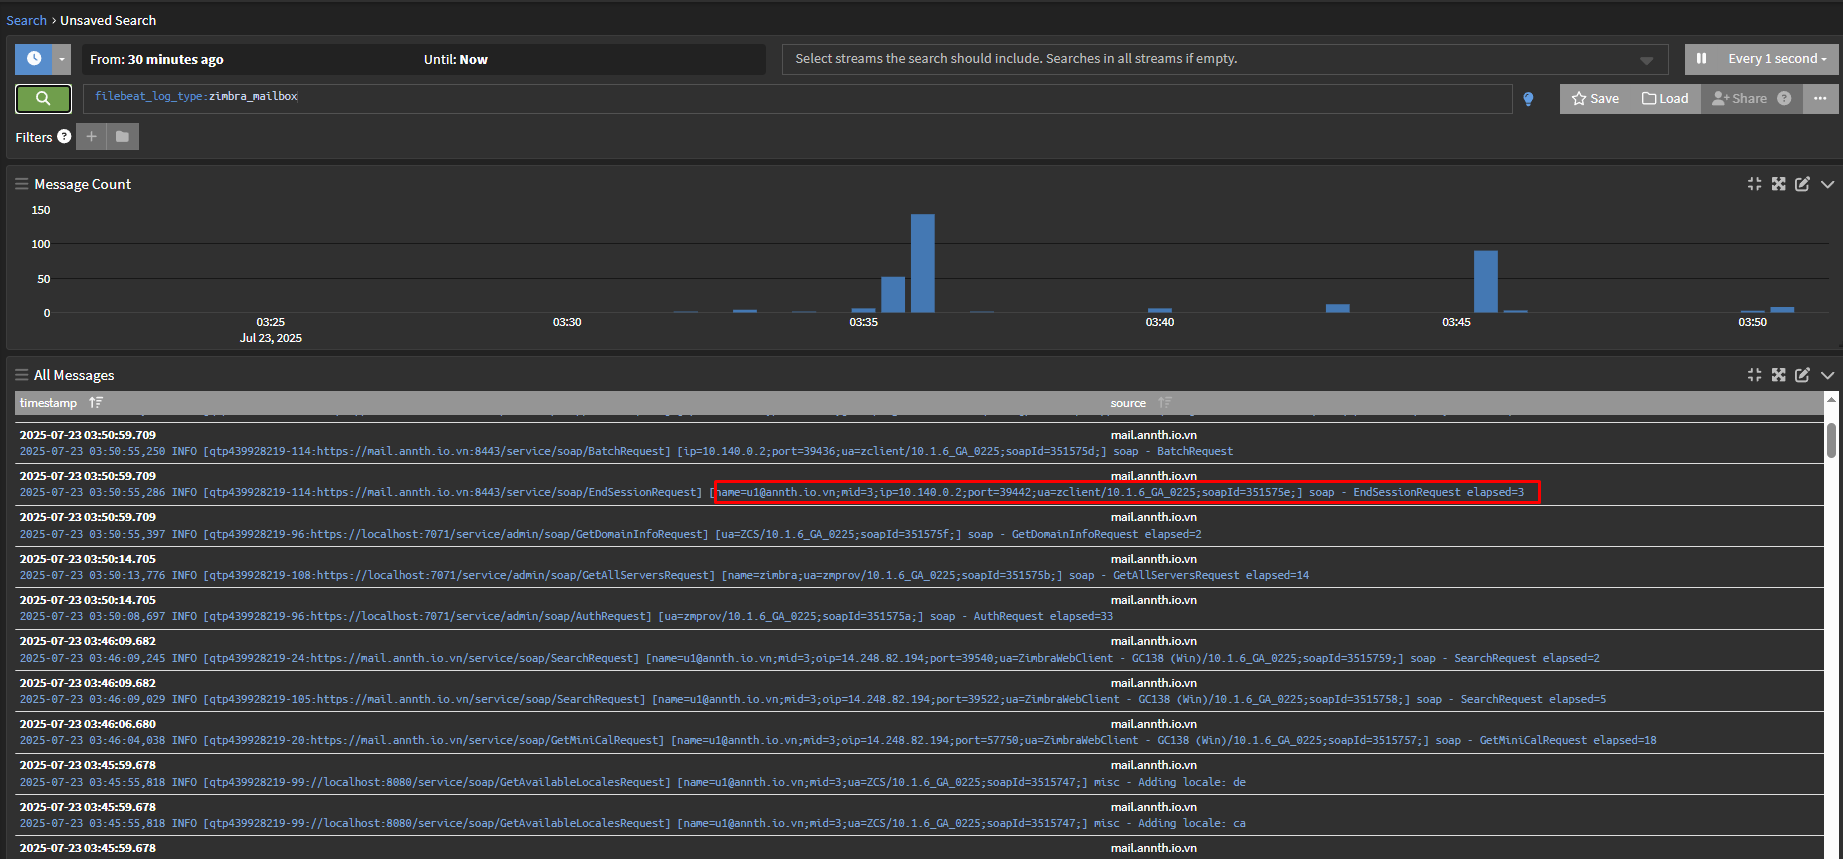 Search › Unsaved Search
From: 30 minutes ago Until: Now Select streams the search should include. Searches in all streams if empty. Every 1 second
filebeat_log_type:zimbra_mailbox Save Load Share ? ...
Filters ? +
Message Count
150
100
50
0
03:25 03:30 03:35 03:40 03:45 03:50
Jul 23, 2025
All Messages
timestamp source
2025-07-23 03:50:59.709 mail.annth.io.vn
2025-07-23 03:50:55,250 INFO [qtp439928219-114:https://mail.annth.io.vn:8443/service/soap/BatchRequest] [ip=10.140.0.2;port=39436;ua=zclient/10.1.6_GA_0225;soapId=351575d;] soap - BatchRequest
2025-07-23 03:50:59.709 mail.annth.io.vn
2025-07-23 03:50:55,286 INFO [qtp439928219-114:https://mail.annth.io.vn:8443/service/soap/EndSessionRequest] [name=u1@annth.io.vn;mid=3;ip=10.140.0.2;port=39442;ua=zclient/10.1.6_GA_0225;soapId=351575e;] soap - EndSessionRequest elapsed=3
2025-07-23 03:50:59.709 mail.annth.io.vn
2025-07-23 03:50:55,397 INFO [qtp439928219-96:https://localhost:7071/service/admin/soap/GetDomainInfoRequest] [ua=ZCS/10.1.6_GA_0225;soapId=351575f;] soap - GetDomainInfoRequest elapsed=2
2025-07-23 03:50:14.705 mail.annth.io.vn
2025-07-23 03:50:13,776 INFO [qtp439928219-108:https://localhost:7071/service/admin/soap/GetAllServersRequest] [name=zimbra;ua=zmprov/10.1.6_GA_0225;soapId=351575b;] soap - GetAllServersRequest elapsed=14
2025-07-23 03:50:14.705 mail.annth.io.vn
2025-07-23 03:50:08,697 INFO [qtp439928219-96:https://localhost:7071/service/admin/soap/AuthRequest] [ua=zmprov/10.1.6_GA_0225;soapId=351575a;] soap - AuthRequest elapsed=33
2025-07-23 03:46:09.682 mail.annth.io.vn
2025-07-23 03:46:09,245 INFO [qtp439928219-24:https://mail.annth.io.vn/service/soap/SearchRequest] [name=u1@annth.io.vn;mid=3;oip=14.248.82.194;port=39540;ua=ZimbraWebClient - GC138 (Win)/10.1.6_GA_0225;soapId=3515759;] soap - SearchRequest elapsed=2
2025-07-23 03:46:09.682 mail.annth.io.vn
2025-07-23 03:46:09,029 INFO [qtp439928219-105:https://mail.annth.io.vn/service/soap/SearchRequest] [name=u1@annth.io.vn;mid=3;oip=14.248.82.194;port=39522;ua=ZimbraWebClient - GC138 (Win)/10.1.6_GA_0225;soapId=3515758;] soap - SearchRequest elapsed=5
2025-07-23 03:46:06.680 mail.annth.io.vn
2025-07-23 03:46:04,038 INFO [qtp439928219-20:https://mail.annth.io.vn/service/soap/GetMiniCalRequest] [name=u1@annth.io.vn;mid=3;oip=14.248.82.194;port=57750;ua=ZimbraWebClient - GC138 (Win)/10.1.6_GA_0225;soapId=3515757;] soap - GetMiniCalRequest elapsed=18
2025-07-23 03:45:59.678 mail.annth.io.vn
2025-07-23 03:45:55,818 INFO [qtp439928219-99://localhost:8080/service/soap/GetAvailableLocalesRequest] [name=u1@annth.io.vn;mid=3;ua=ZCS/10.1.6_GA_0225;soapId=3515747;] misc - Adding locale: de
2025-07-23 03:45:59.678 mail.annth.io.vn
2025-07-23 03:45:55,818 INFO [qtp439928219-99://localhost:8080/service/soap/GetAvailableLocalesRequest] [name=u1@annth.io.vn;mid=3;ua=ZCS/10.1.6_GA_0225;soapId=3515747;] misc - Adding locale: ca
2025-07-23 03:45:59.678 mail.annth.io.vn